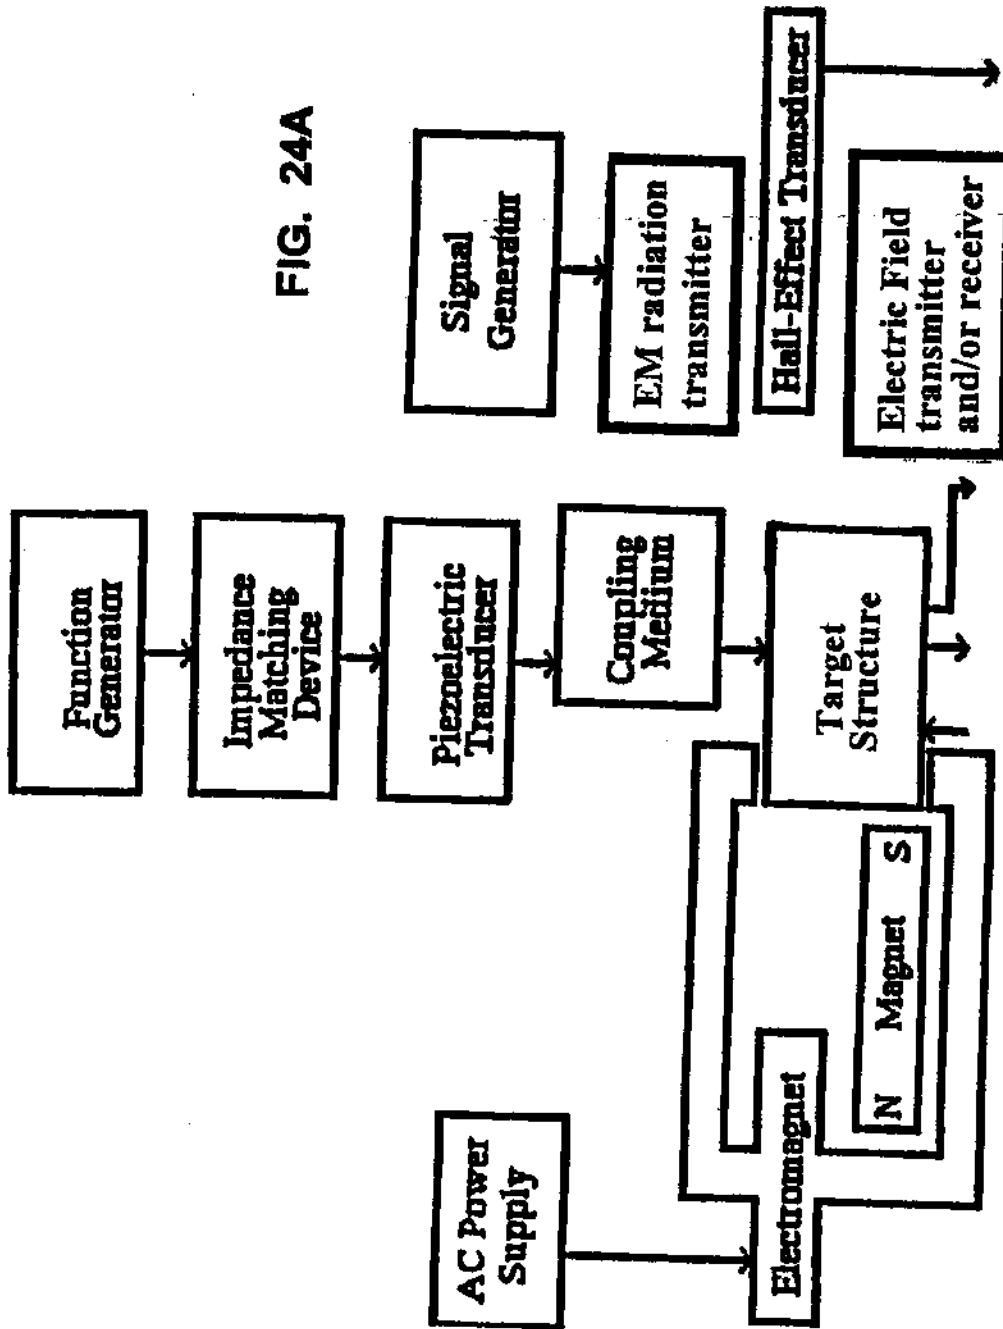 FIG. 24A
Function
Generator
Impedance
Matching
Device
Piezoelectric
Transducer
Coupling
Medium
Signal
Generator
EM radiation
transmitter
Hall-Effect Transducer
AC Power
Supply
Electromagnet
N Magnet S
Target
Structure
Electric Field
transmitter
and/or receiver